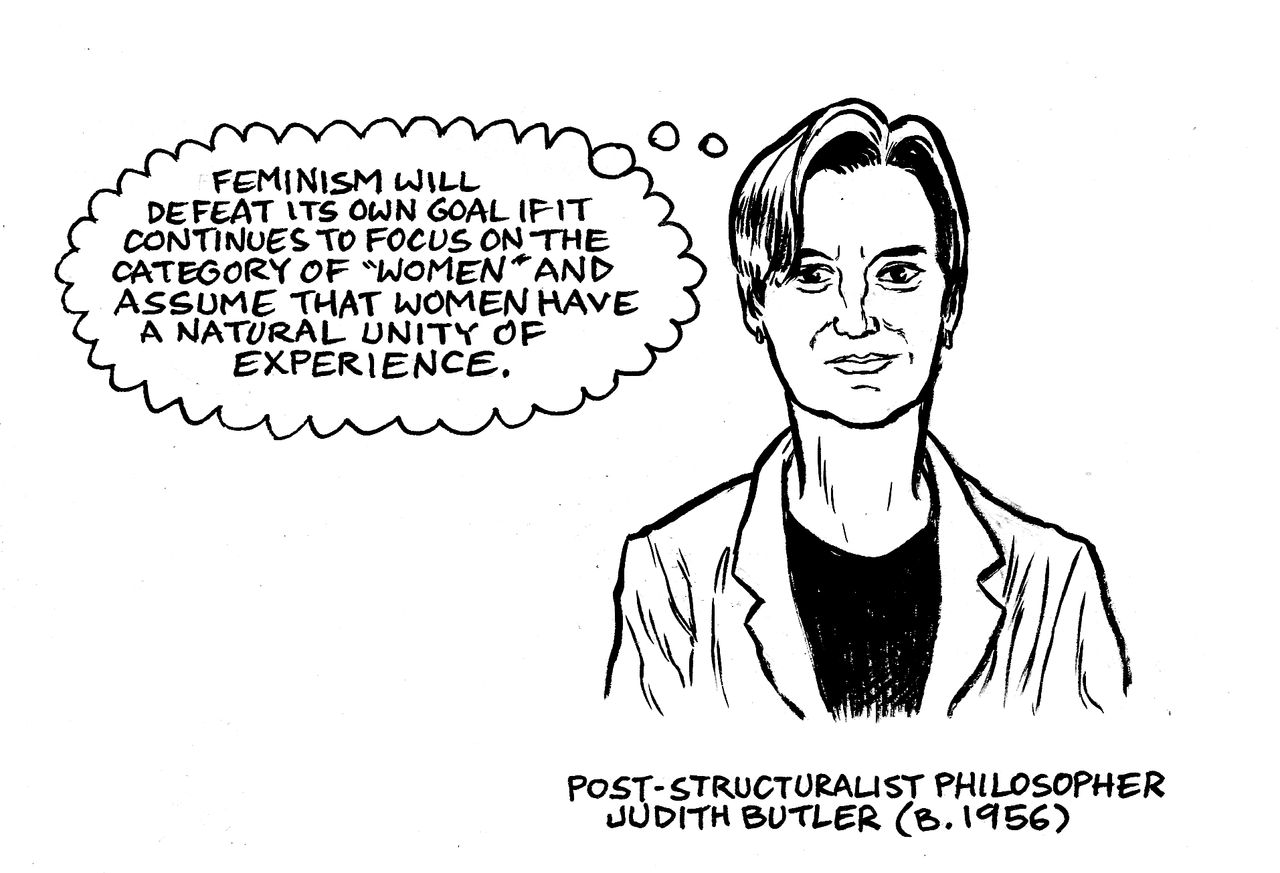 FEMINISM WILL
DEFEAT ITS OWN GOAL IF IT
CONTINUES TO FOCUS ON THE
CATEGORY OF "WOMEN" AND
ASSUME THAT WOMEN HAVE
A NATURAL UNITY OF
EXPERIENCE.
POST-STRUCTURALIST PHILOSOPHER
JUDITH BUTLER (B. 1956)